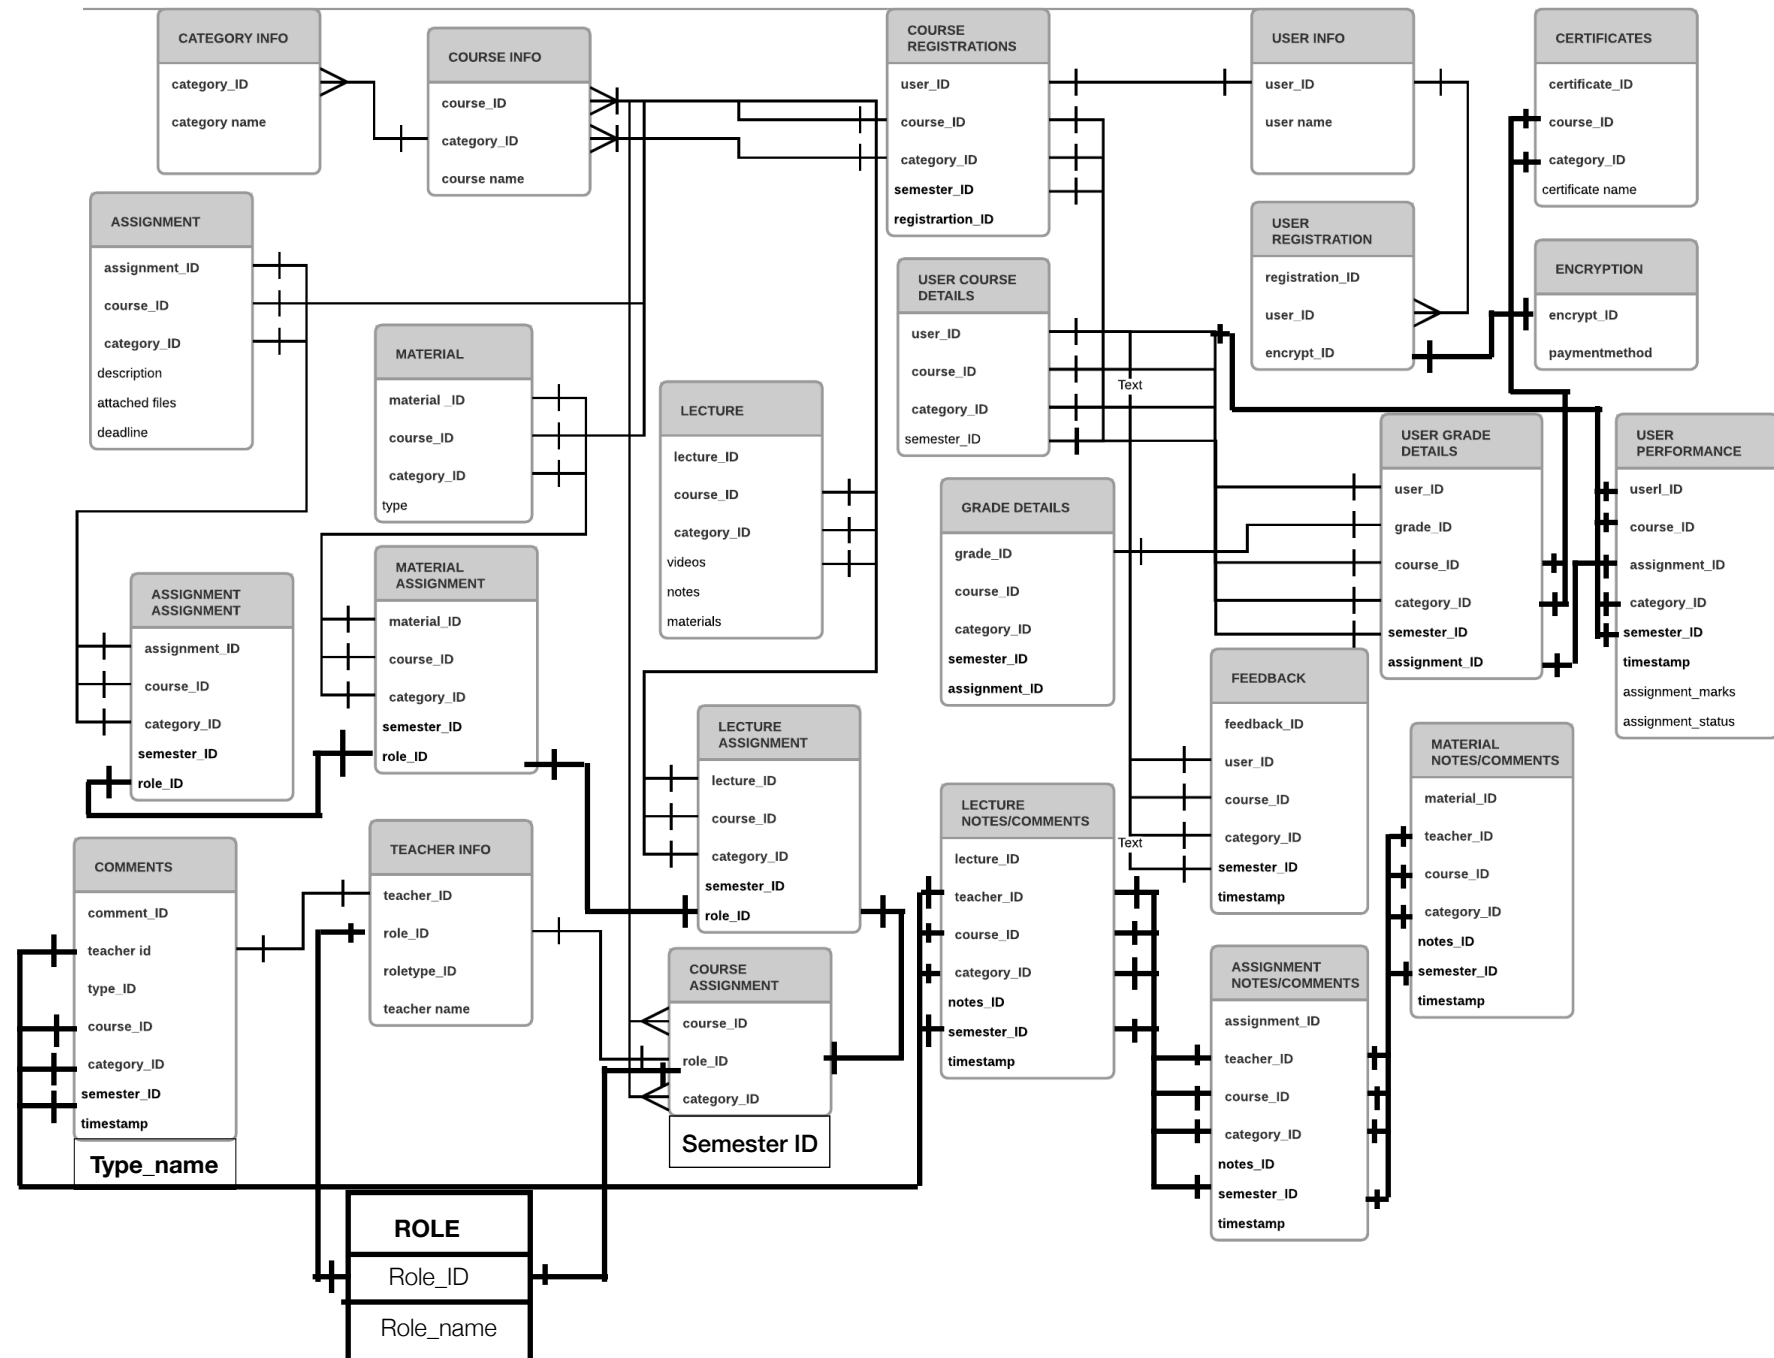 CATEGORY INFO
category_ID
category name
COURSE INFO
course_ID
category_ID
course name
COURSE
REGISTRATIONS
user_ID
course_ID
category_ID
semester_ID
registrartion_ID
USER INFO
user_ID
user name
CERTIFICATES
certificate_ID
course_ID
category_ID
certificate name
ASSIGNMENT
assignment_ID
course_ID
category_ID
description
attached files
deadline
MATERIAL
material _ID
course_ID
category_ID
type
LECTURE
lecture_ID
course_ID
category_ID
videos
notes
materials
USER COURSE
DETAILS
user_ID
course_ID
category_ID
semester_ID
Text
USER
REGISTRATION
registration_ID
user_ID
encrypt_ID
ENCRYPTION
encrypt_ID
paymentmethod
GRADE DETAILS
grade_ID
course_ID
category_ID
semester_ID
assignment_ID
USER GRADE
DETAILS
user_ID
grade_ID
course_ID
category_ID
semester_ID
assignment_ID
USER
PERFORMANCE
userl_ID
course_ID
assignment_ID
category_ID
semester_ID
timestamp
assignment_marks
assignment_status
ASSIGNMENT
ASSIGNMENT
assignment_ID
course_ID
category_ID
semester_ID
role_ID
MATERIAL
ASSIGNMENT
material_ID
course_ID
category_ID
semester_ID
role_ID
LECTURE
ASSIGNMENT
lecture_ID
course_ID
category_ID
semester_ID
role_ID
FEEDBACK
feedback_ID
user_ID
course_ID
category_ID
semester_ID
timestamp
Text
MATERIAL
NOTES/COMMENTS
material_ID
teacher_ID
course_ID
category_ID
notes_ID
semester_ID
timestamp
COMMENTS
comment_ID
teacher id
type_ID
course_ID
category_ID
semester_ID
timestamp
Type_name
TEACHER INFO
teacher_ID
role_ID
roletype_ID
teacher name
COURSE
ASSIGNMENT
course_ID
role_ID
category_ID
Semester ID
LECTURE
NOTES/COMMENTS
lecture_ID
teacher_ID
course_ID
category_ID
notes_ID
semester_ID
timestamp
ASSIGNMENT
NOTES/COMMENTS
assignment_ID
teacher_ID
course_ID
category_ID
notes_ID
semester_ID
timestamp
ROLE
Role_ID
Role_name